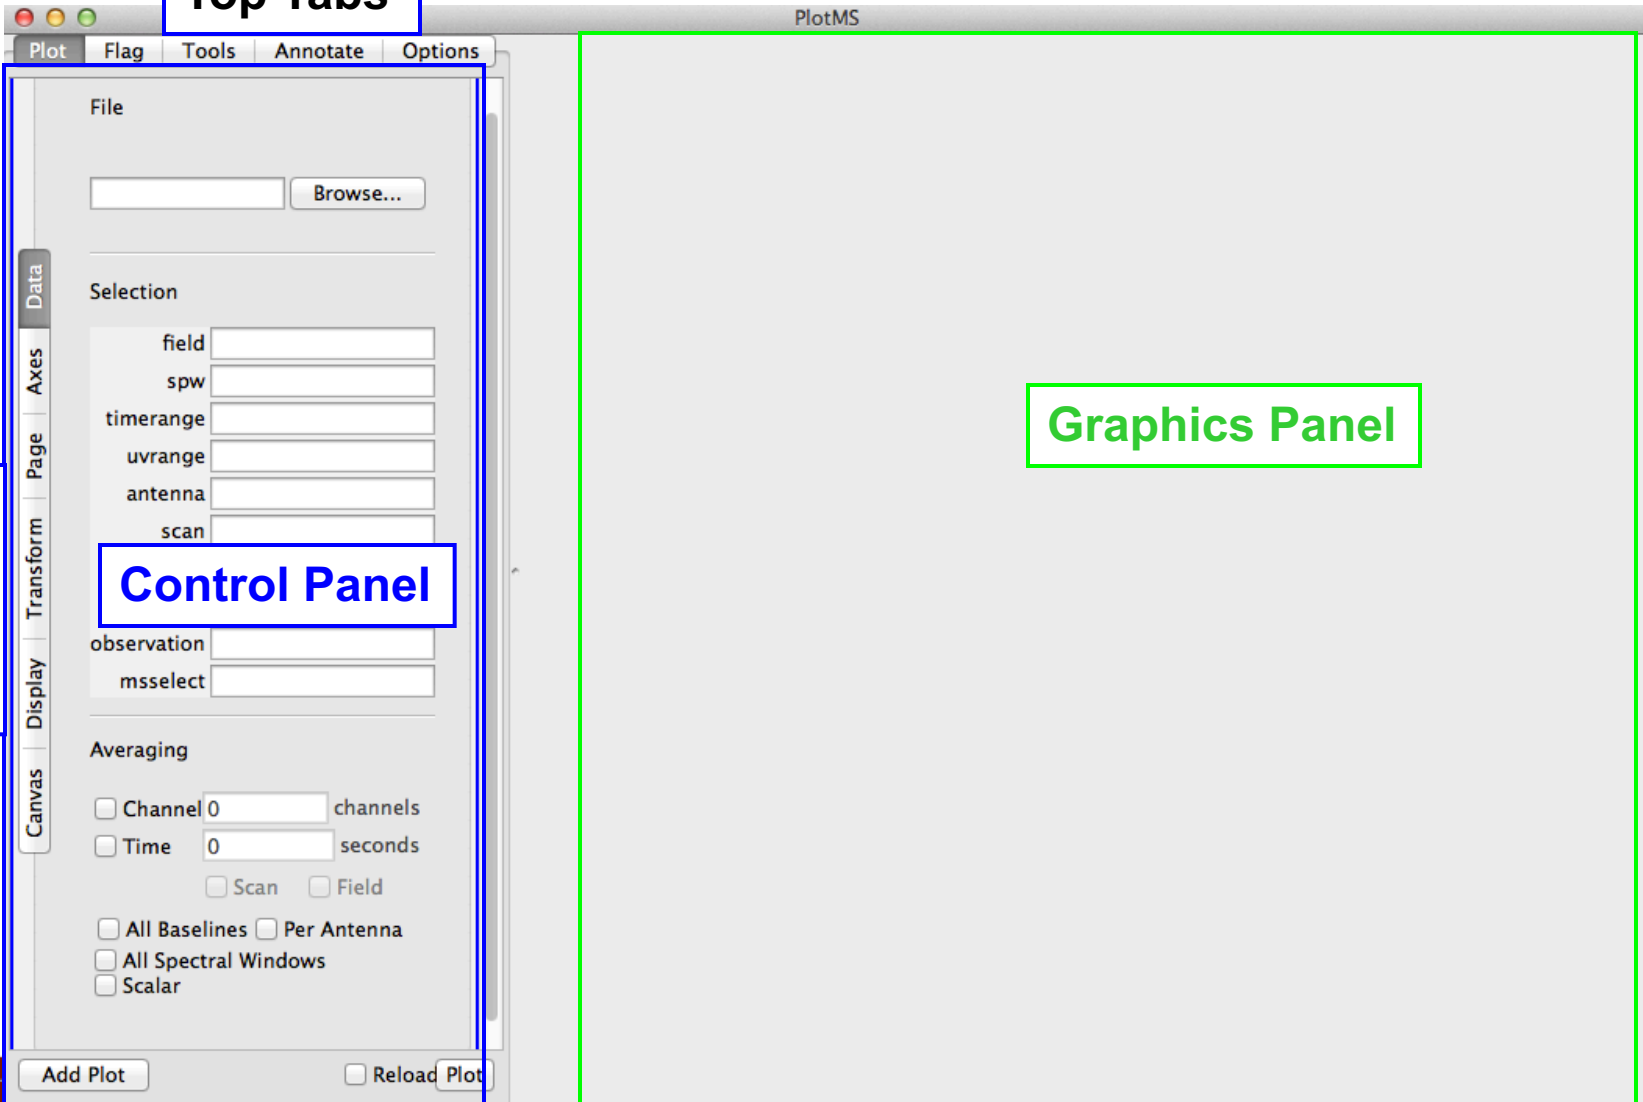 Top Tabs
PlotMS
Plot Flag Tools Annotate Options
File
Browse...
Data
Axes
Page
Transform
Display
Canvas
Selection
field
spw
timerange
uvrange
antenna
scan
Control Panel
observation
msselect
Averaging
Channel 0 channels
Time 0 seconds
Scan Field
All Baselines Per Antenna
All Spectral Windows
Scalar
Add Plot Reload Plot
Graphics Panel